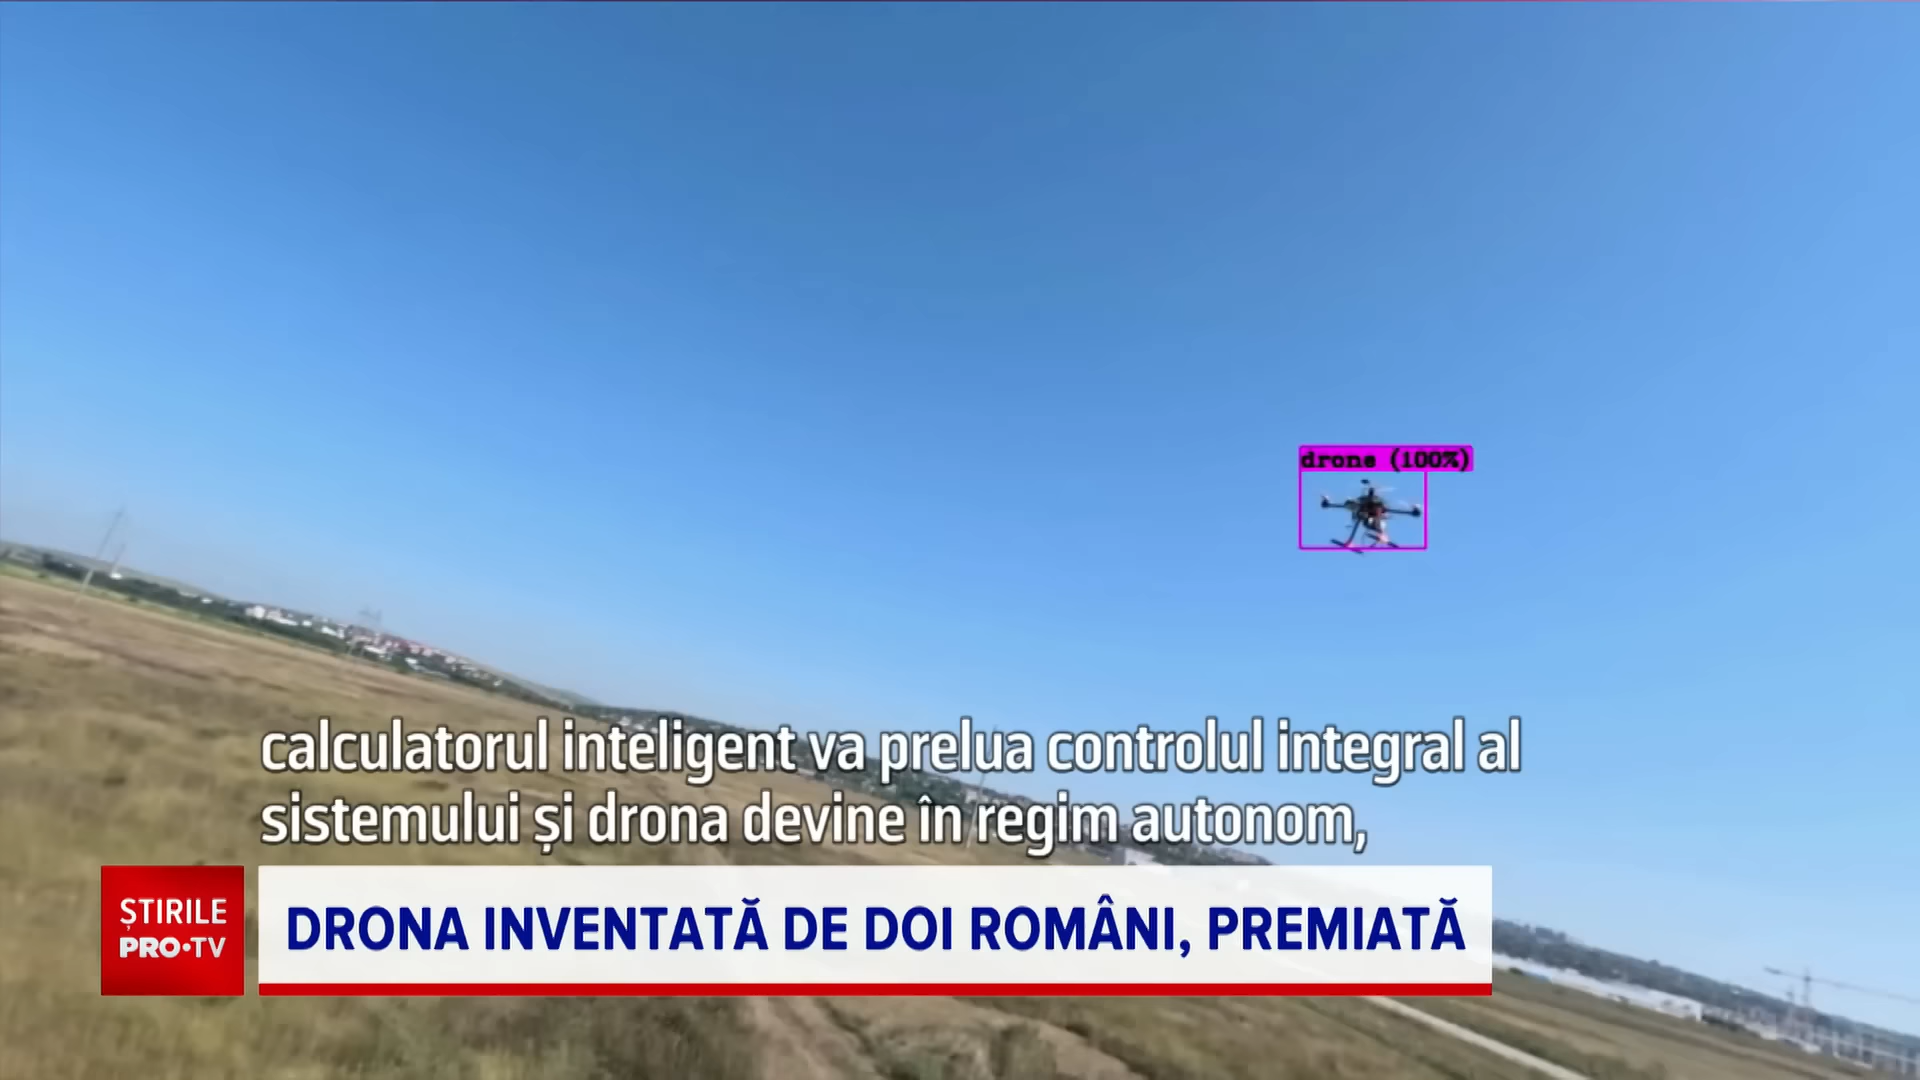 drone (100%)
calculatorul inteligent va prelua controlul integral al
sistemului și drona devine în regim autonom,
ȘTIRILE
PRO•TV
DRONA INVENTATĂ DE DOI ROMÂNI, PREMIATĂ